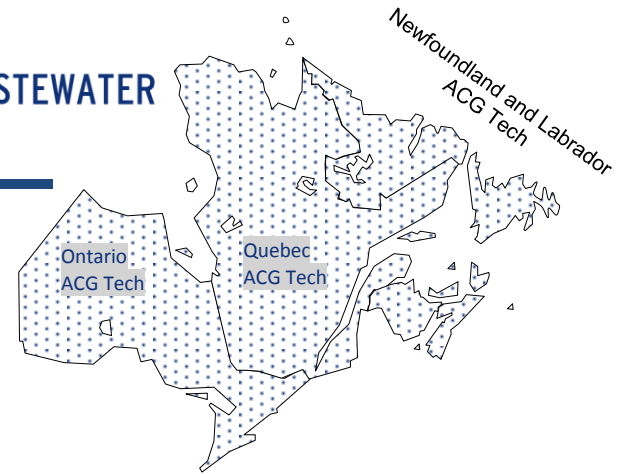 STEWATER
Newfoundland and Labrador
ACG Tech
Ontario
ACG Tech
Quebec
ACG Tech